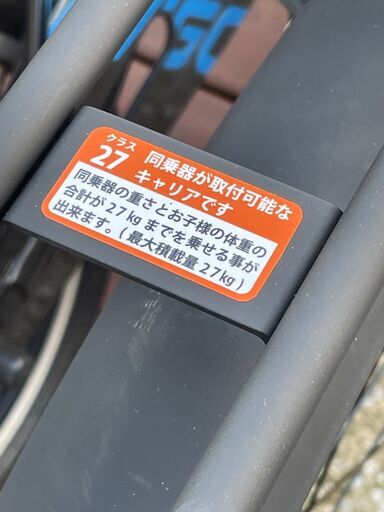 クラス
27
同乗器が取付可能な
キャリアです
同乗器の重さとお子様の体重の
合計が27kgまでを乗せる事が
出来ます。(最大積載量27kg)